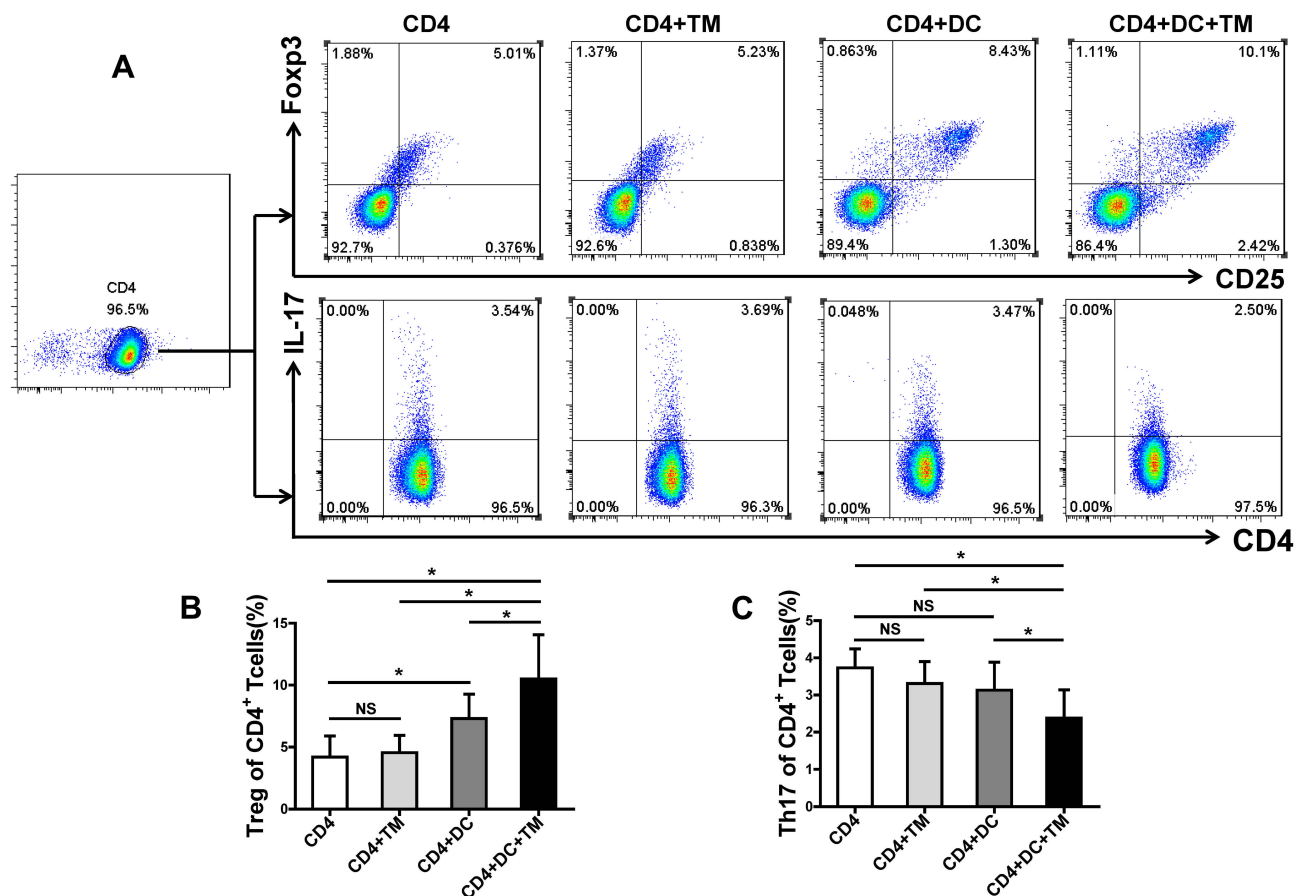 A
CD4
CD4+TM
CD4+DC
CD4+DC+TM
Foxp3
1.88%
5.01%
92.7%
0.376%
1.37%
5.23%
92.6%
0.838%
0.863%
8.43%
89.4%
1.30%
1.11%
10.1%
86.4%
2.42%
CD25
CD4
96.5%
IL-17
0.00%
3.54%
0.00%
96.5%
0.00%
3.69%
0.00%
96.3%
0.048%
3.47%
0.00%
96.5%
0.00%
2.50%
0.00%
97.5%
CD4
B
Treg of CD4+ Tcells(%)
15
10
5
0
*
*
*
*
NS
CD4
CD4+TM
CD4+DC
CD4+DC+TM
C
Th17 of CD4+ Tcells(%)
5
4
3
2
1
0
*
*
NS
NS
*
CD4
CD4+TM
CD4+DC
CD4+DC+TM